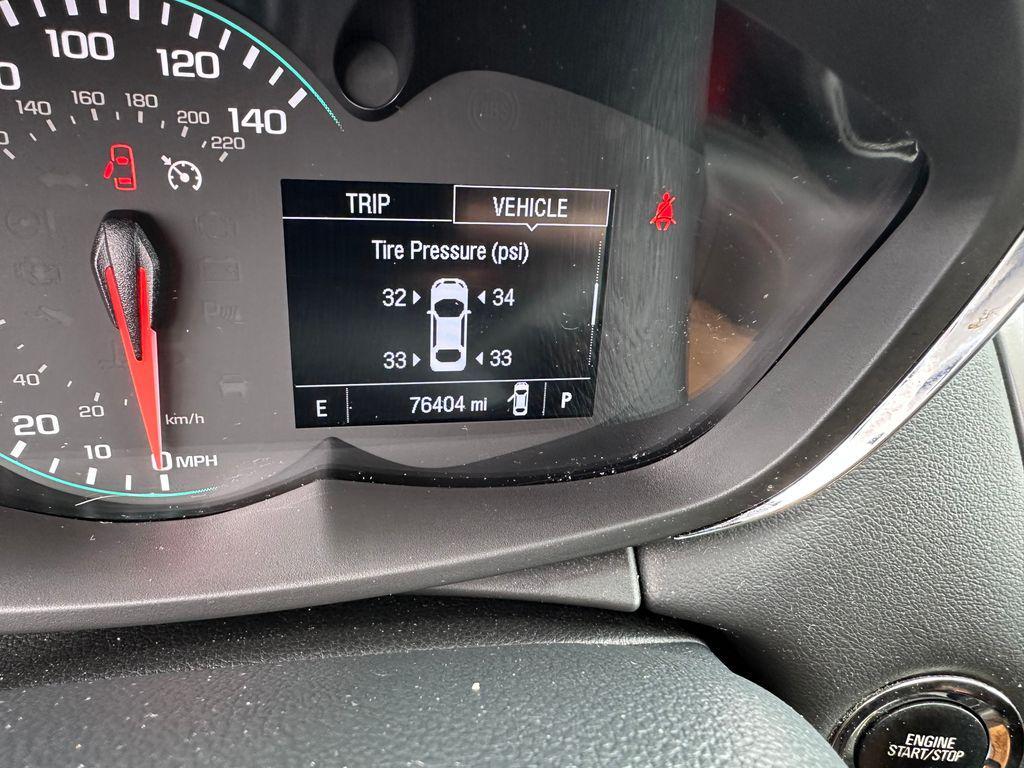 100
120
140
0
140
160
180
200
220
TRIP
VEHICLE
Tire Pressure (psi)
32 34
33 33
E 76404 mi P
40
20
km/h
20
10
0 MPH
ENGINE
START/STOP